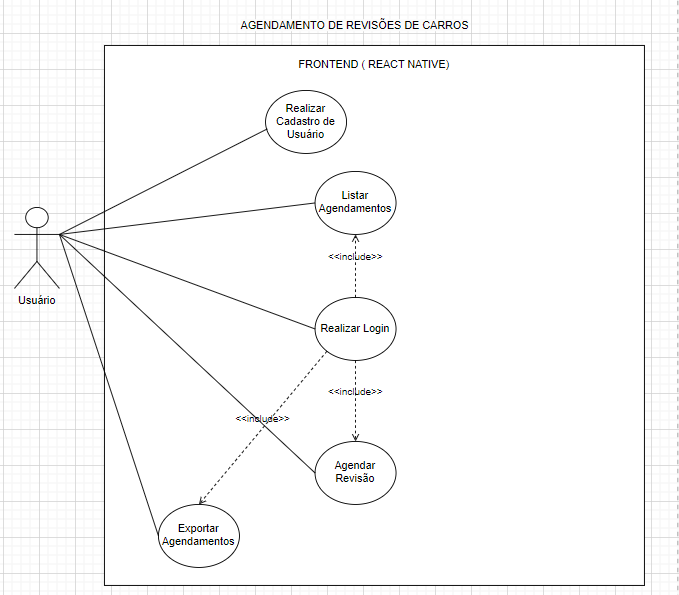 AGENDAMENTO DE REVISÕES DE CARROS
FRONTEND ( REACT NATIVE)
Realizar
Cadastro de
Usuário
Listar
Agendamentos
<<include>>
Usuário
Realizar Login
<<include>>
<<include>>
Agendar
Revisão
Exportar
Agendamentos